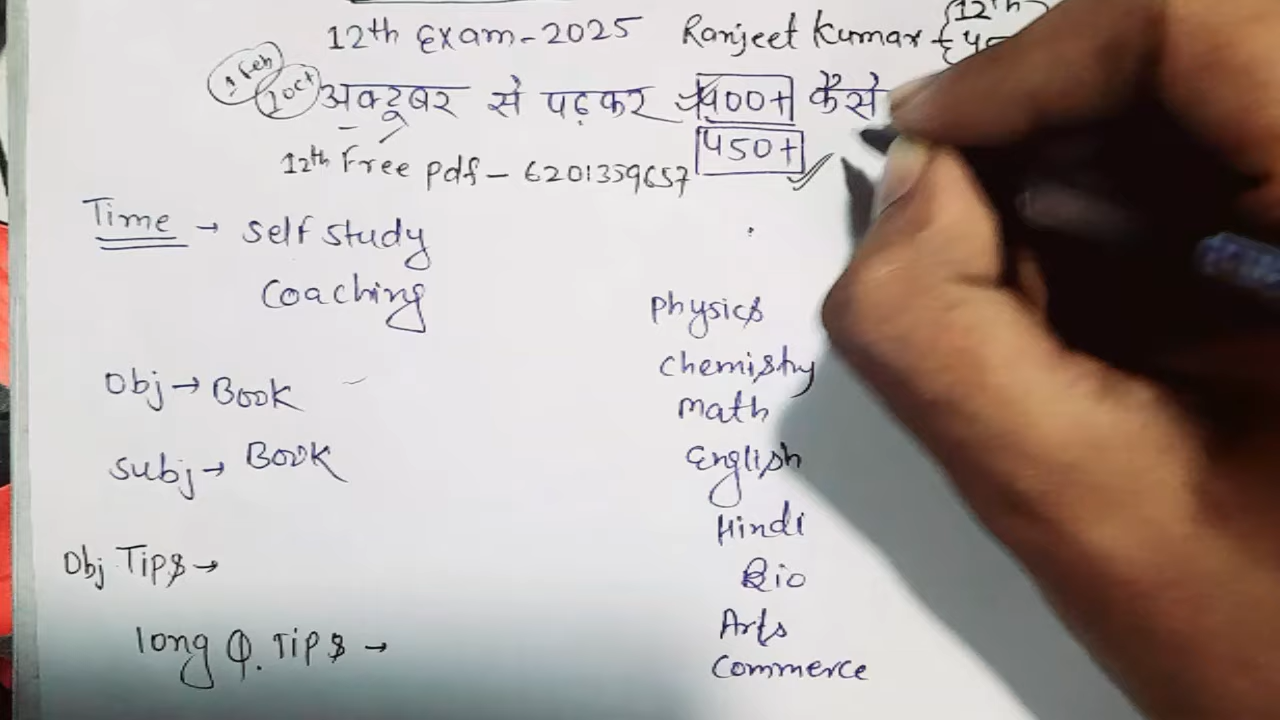 12th Exam-2025 Ranjeet Kumar - { 12th
1 Feb
1 Oct
अक्टूबर से पढ़कर 400+ कैसे
450+
12th Free pdf - 6201359657
Time → Self study
Coaching
Physics
Chemistry
Obj → Book
Math
Subj → Book
English
Hindi
Obj Tips →
Bio
Arts
long Q. Tips →
Commerce